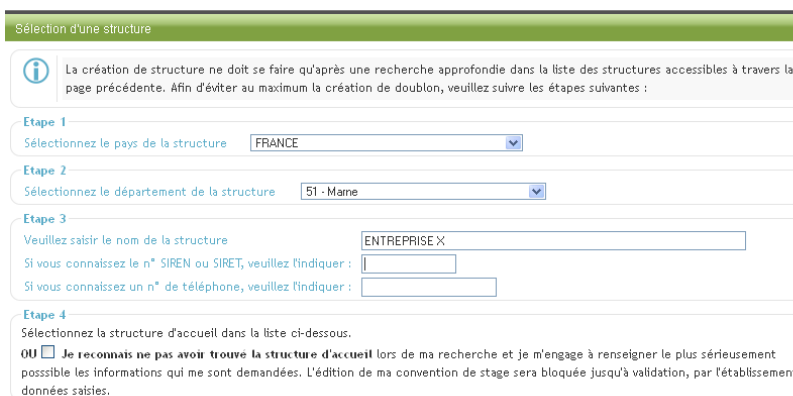 Sélection d'une structure
La création de structure ne doit se faire qu'après une recherche approfondie dans la liste des structures accessibles à travers la
page précédente. Afin d'éviter au maximum la création de doublon, veuillez suivre les étapes suivantes :
Etape 1
Sélectionnez le pays de la structure FRANCE
Etape 2
Sélectionnez le département de la structure 51 - Marne
Etape 3
Veuillez saisir le nom de la structure ENTREPRISE X
Si vous connaissez le n° SIREN ou SIRET, veuillez l'indiquer :
Si vous connaissez un n° de téléphone, veuillez l'indiquer :
Etape 4
Sélectionnez la structure d'accueil dans la liste ci-dessous.
OU Je reconnais ne pas avoir trouvé la structure d'accueil lors de ma recherche et je m'engage à renseigner le plus sérieusement
posssible les informations qui me sont demandées. L'édition de ma convention de stage sera bloquée jusqu'à validation, par l'établissemen
données saisies.